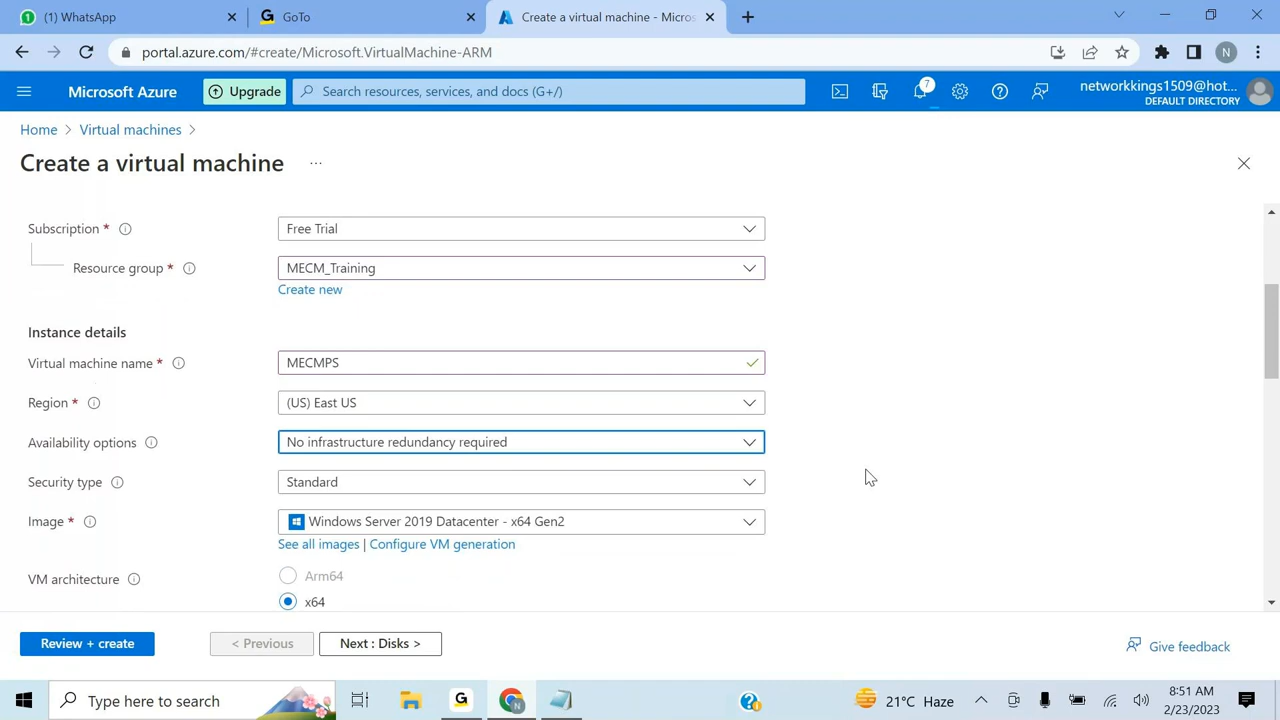 (1) WhatsApp
GoTo
Create a virtual machine - Micros
portal.azure.com/#create/Microsoft.VirtualMachine-ARM
N
Microsoft Azure
Upgrade
Search resources, services, and docs (G+/)
7
networkkings1509@hot...
DEFAULT DIRECTORY
Home > Virtual machines >
Create a virtual machine ...
Subscription *
Free Trial
Resource group *
MECM_Training
Create new
Instance details
Virtual machine name *
MECMPS
Region *
(US) East US
Availability options
No infrastructure redundancy required
Security type
Standard
Image *
Windows Server 2019 Datacenter - x64 Gen2
See all images | Configure VM generation
VM architecture
Arm64
x64
Review + create
< Previous
Next : Disks >
Give feedback
Type here to search
21°C Haze
8:51 AM
2/23/2023